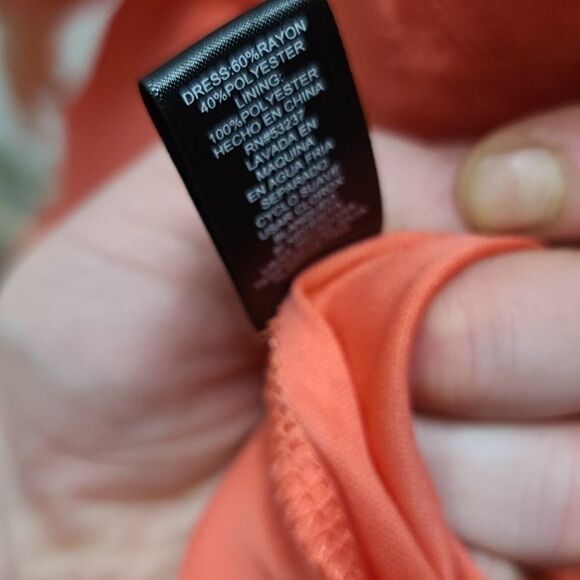 DRESS:60%RAYON
40%POLYESTER
LINING:
100%POLYESTER
HECHO EN CHINA
RN#53237
LAVADA EN
MAQUINA
EN AGUA FRIA
SEPARADO
CYCLO SUAVE